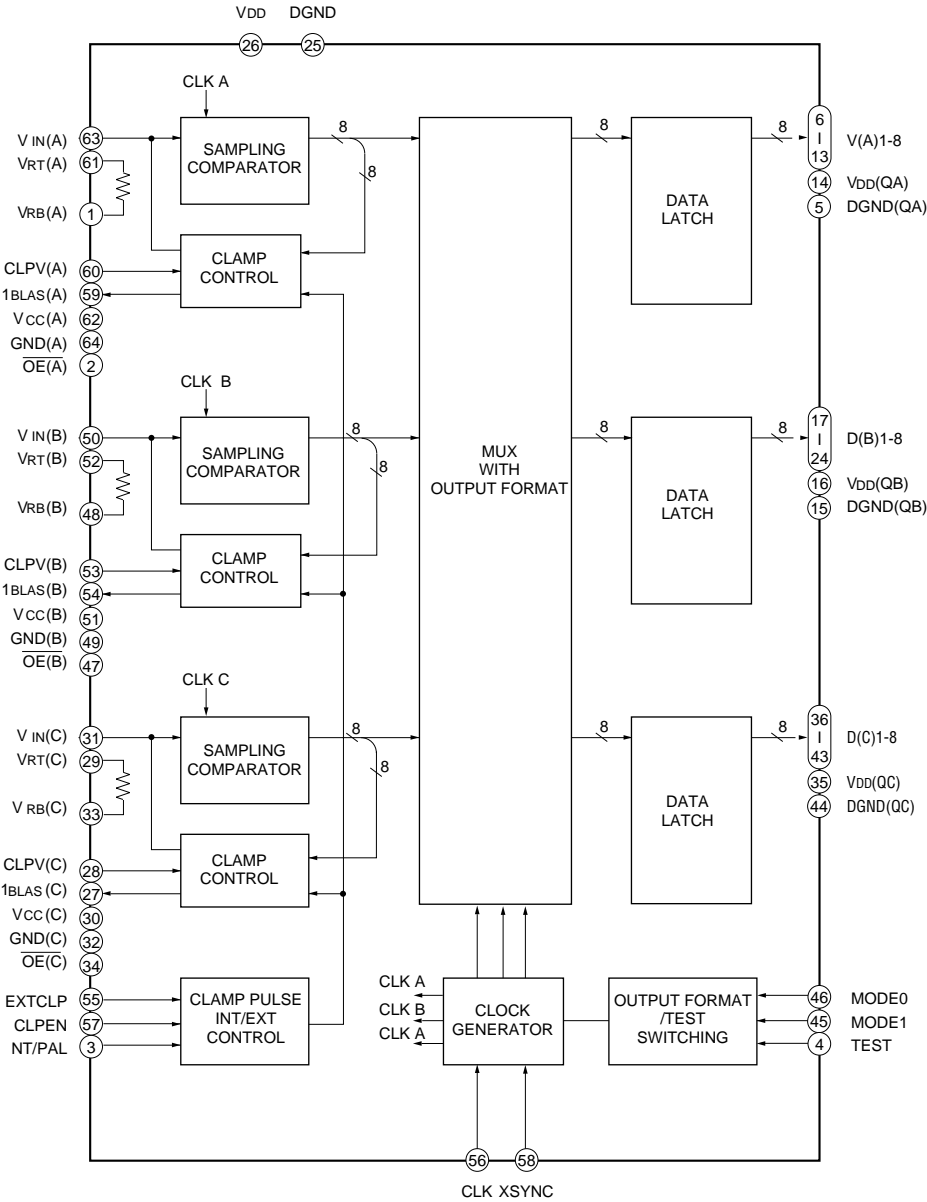 VDD DGND
26 25
CLK A
V IN(A) 63
SAMPLING
COMPARATOR
8
8
VRT(A) 61
VRB(A) 1
CLAMP
CONTROL
CLPV(A) 60
1BLAS(A) 59
VCC(A) 62
GND(A) 64
OE(A) 2
CLK B
V IN(B) 50
SAMPLING
COMPARATOR
8
8
VRT(B) 52
VRB(B) 48
CLAMP
CONTROL
CLPV(B) 53
1BLAS(B) 54
VCC(B) 51
GND(B) 49
OE(B) 47
CLK C
V IN(C) 31
SAMPLING
COMPARATOR
8
8
VRT(C) 29
V RB(C) 33
CLAMP
CONTROL
CLPV(C) 28
1BLAS (C) 27
VCC(C) 30
GND(C) 32
OE(C) 34
EXTCLP 55
CLPEN 57
NT/PAL 3
CLAMP PULSE
INT/EXT
CONTROL
MUX
WITH
OUTPUT FORMAT
8
DATA
LATCH
8
6
I
13
V(A)1-8
14 VDD(QA)
5 DGND(QA)
8
DATA
LATCH
8
17
I
24
D(B)1-8
16 VDD(QB)
15 DGND(QB)
8
DATA
LATCH
8
36
I
43
D(C)1-8
35 VDD(QC)
44 DGND(QC)
CLK A
CLK B
CLK A
CLOCK
GENERATOR
OUTPUT FORMAT
/TEST
SWITCHING
46 MODE0
45 MODE1
4 TEST
56 58
CLK XSYNC